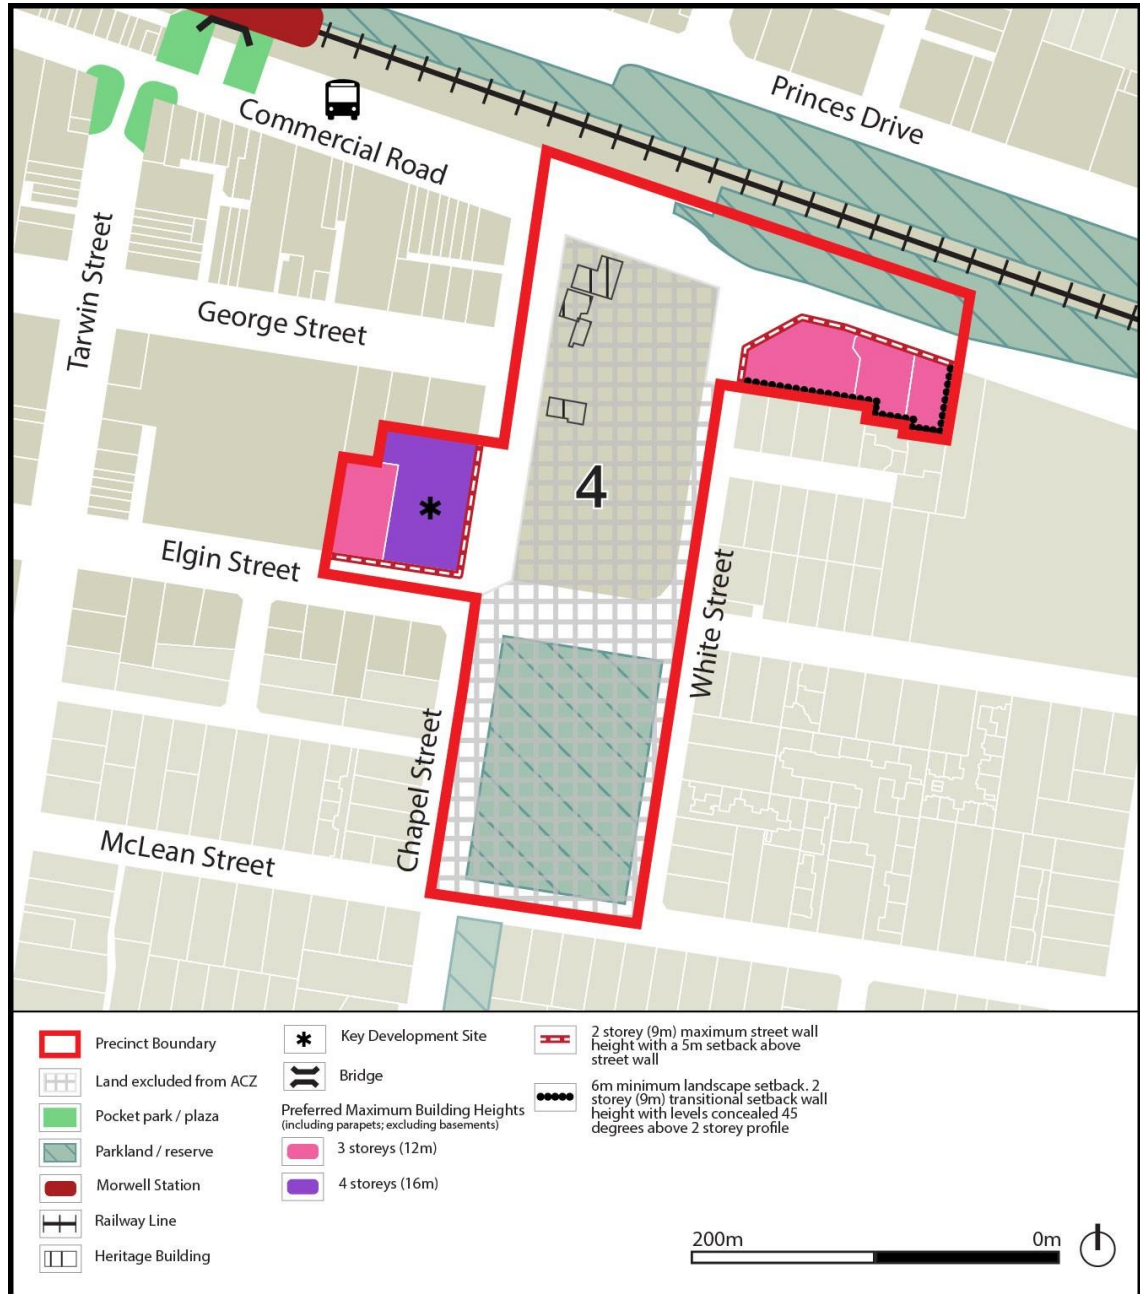 Princes Drive
Commercial Road
Tarwin Street
George Street
4
Elgin Street
White Street
Chapel Street
McLean Street
Precinct Boundary
Land excluded from ACZ
Pocket park / plaza
Parkland / reserve
Morwell Station
Railway Line
Heritage Building
Key Development Site
Bridge
Preferred Maximum Building Heights
(including parapets; excluding basements)
3 storeys (12m)
4 storeys (16m)
2 storey (9m) maximum street wall
height with a 5m setback above
street wall
6m minimum landscape setback. 2
storey (9m) transitional setback wall
height with levels concealed 45
degrees above 2 storey profile
200m
0m